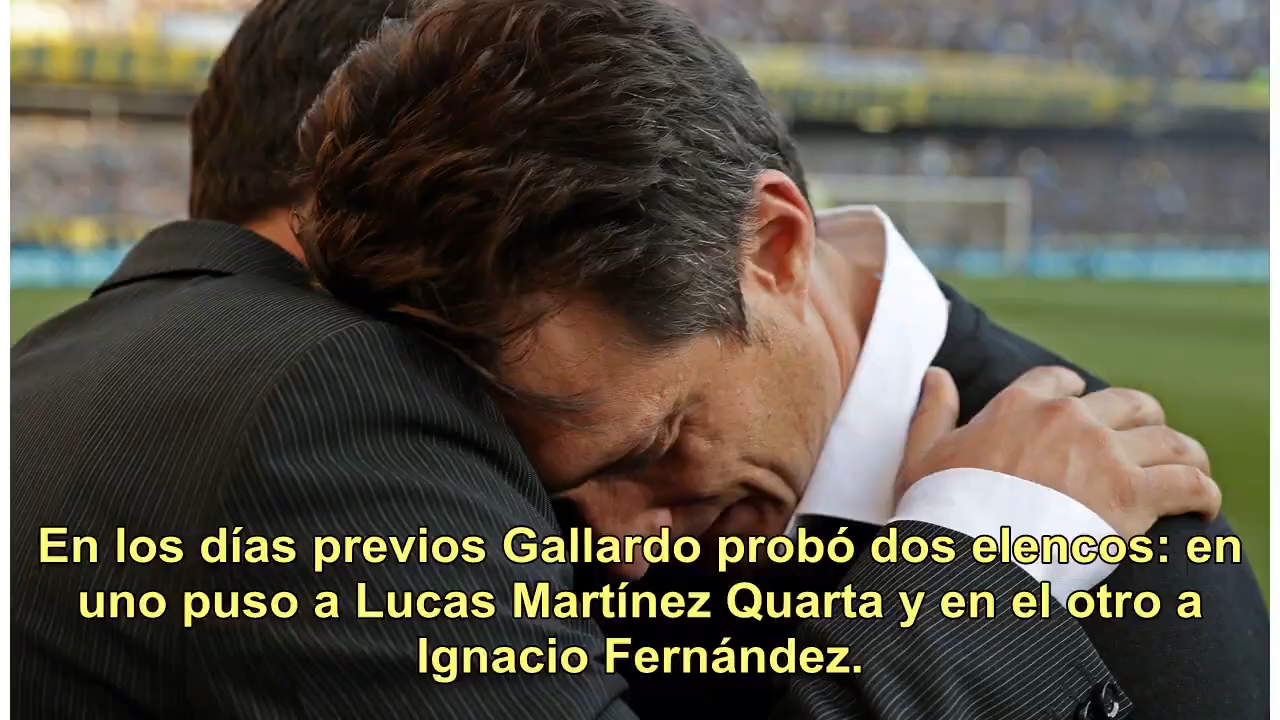 En los días previos Gallardo probó dos elencos: en
uno puso a Lucas Martínez Quarta y en el otro a
Ignacio Fernández.